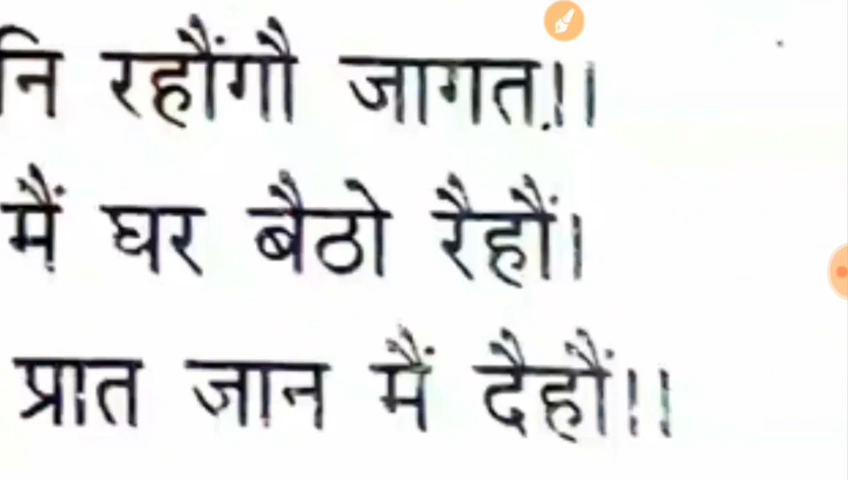 नि रहौंगौ जागत।।
मैं घर बैठो रैहौं।
प्रात जान मैं दैहौं।।